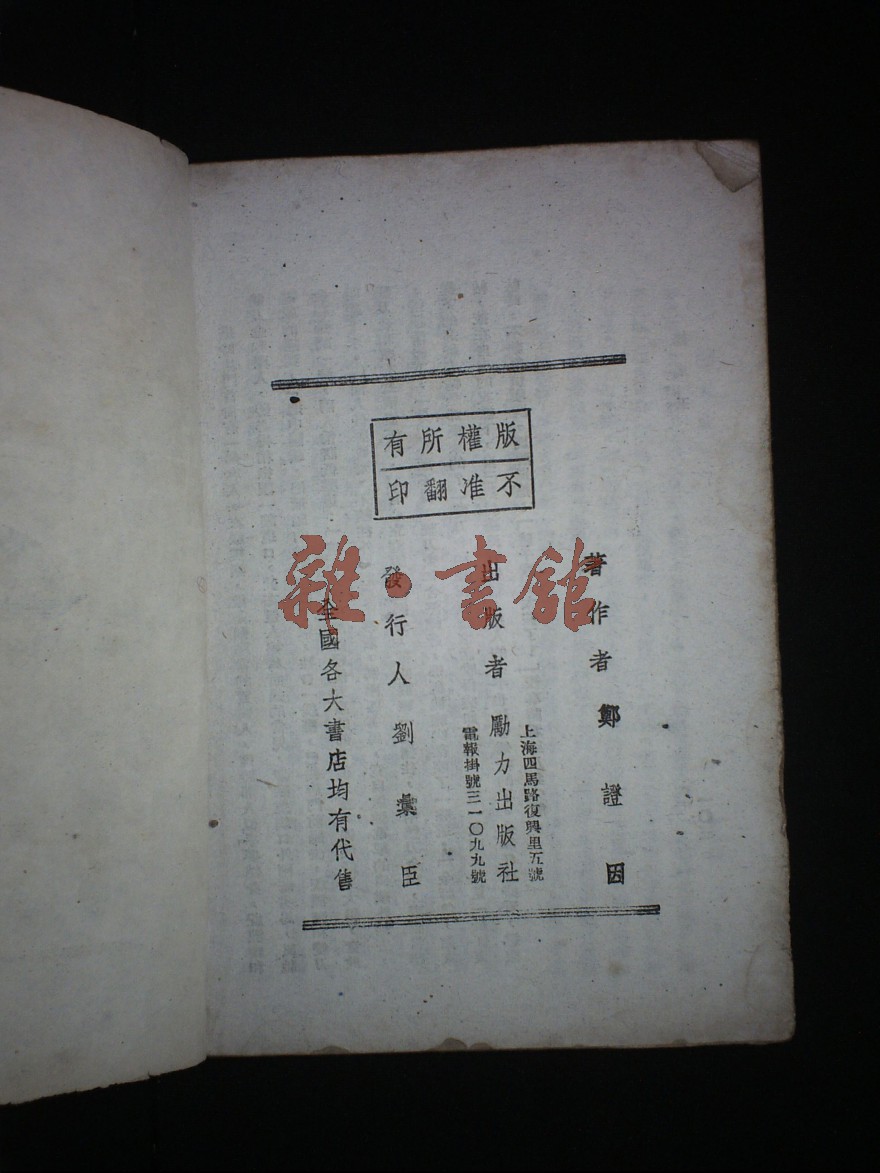 版權所有
不准翻印
著作者 鄭證因
上海四馬路復興里五號
出版者 勵力出版社
電報掛號三一〇九九號
發行人 劉彙臣
全國各大書店均有代售
雜·書館